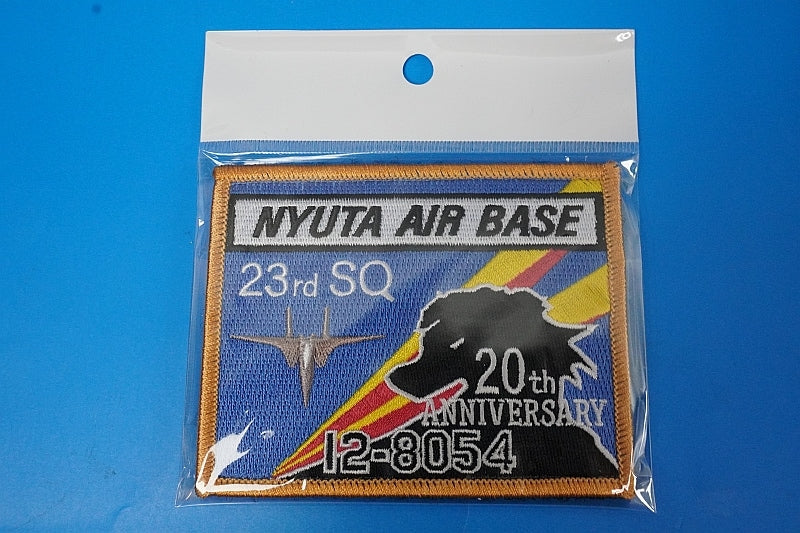 NYUTA AIR BASE
23rd SQ
20th
ANNIVERSARY
12-8054